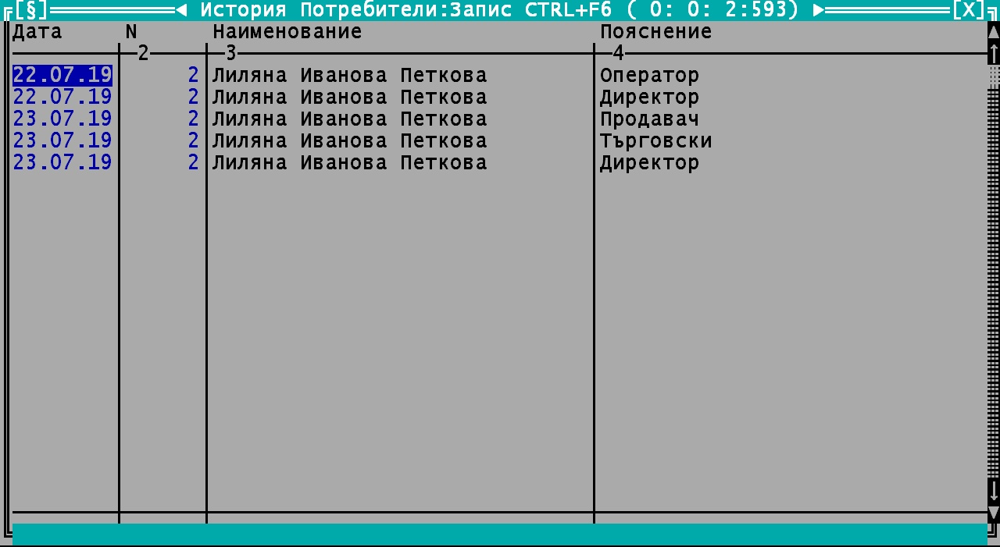 [§] ◄ История Потребители:Запис CTRL+F6 ( 0: 0: 2:593) ► [X]
Дата N Наименование Пояснение
2 3 4
22.07.19 2 Лиляна Иванова Петкова Оператор
22.07.19 2 Лиляна Иванова Петкова Директор
23.07.19 2 Лиляна Иванова Петкова Продавач
23.07.19 2 Лиляна Иванова Петкова Търговски
23.07.19 2 Лиляна Иванова Петкова Директор